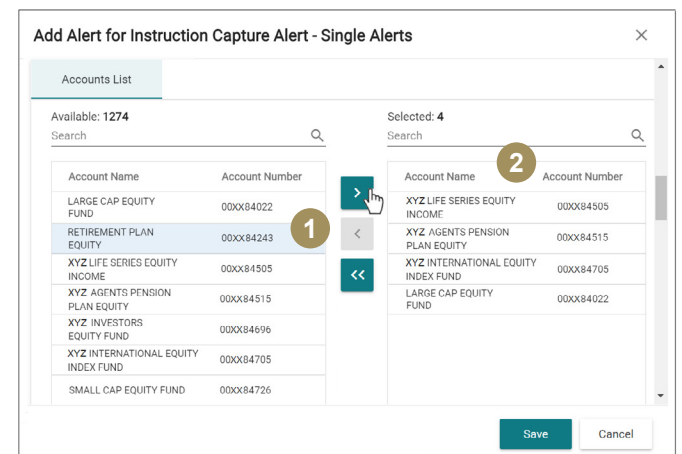 Add Alert for Instruction Capture Alert - Single Alerts
Accounts List
Available: 1274
Search
Account Name Account Number
LARGE CAP EQUITY
FUND
00XX84022
RETIREMENT PLAN
EQUITY
00XX84243
XYZ LIFE SERIES EQUITY
INCOME
00XX84505
XYZ AGENTS PENSION
PLAN EQUITY
00XX84515
XYZ INVESTORS
EQUITY FUND
00XX84696
XYZ INTERNATIONAL EQUITY
INDEX FUND
00XX84705
SMALL CAP EQUITY FUND 00XX84726
1
>
<
<<
Selected: 4
Search
2
Account Name Account Number
XYZ LIFE SERIES EQUITY
INCOME
00XX84505
XYZ AGENTS PENSION
PLAN EQUITY
00XX84515
XYZ INTERNATIONAL EQUITY
INDEX FUND
00XX84705
LARGE CAP EQUITY
FUND
00XX84022
Save Cancel